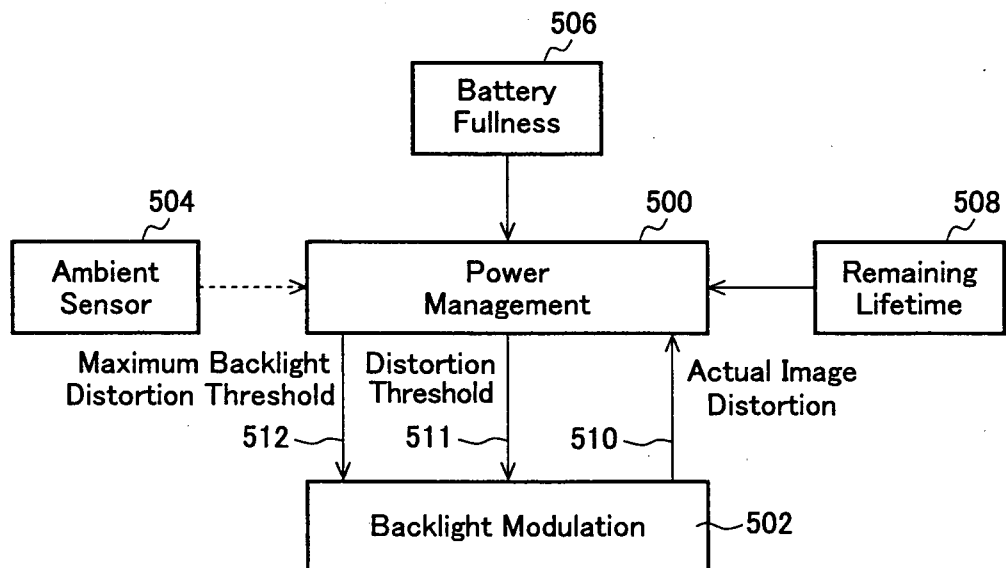 506
Battery
Fullness
504
500
508
Ambient
Sensor
Power
Management
Remaining
Lifetime
Maximum Backlight
Distortion Threshold
Distortion
Threshold
Actual Image
Distortion
512
511
510
Backlight Modulation
502